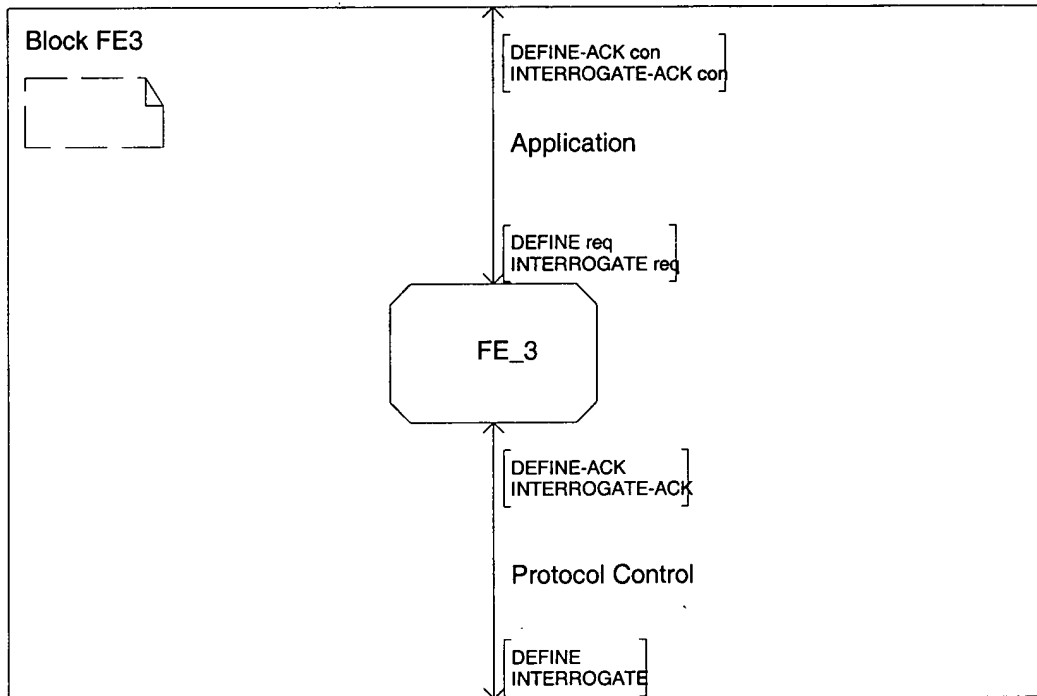 Block FE3
DEFINE-ACK con
INTERROGATE-ACK con
Application
DEFINE req
INTERROGATE req
FE_3
DEFINE-ACK
INTERROGATE-ACK
Protocol Control
DEFINE
INTERROGATE